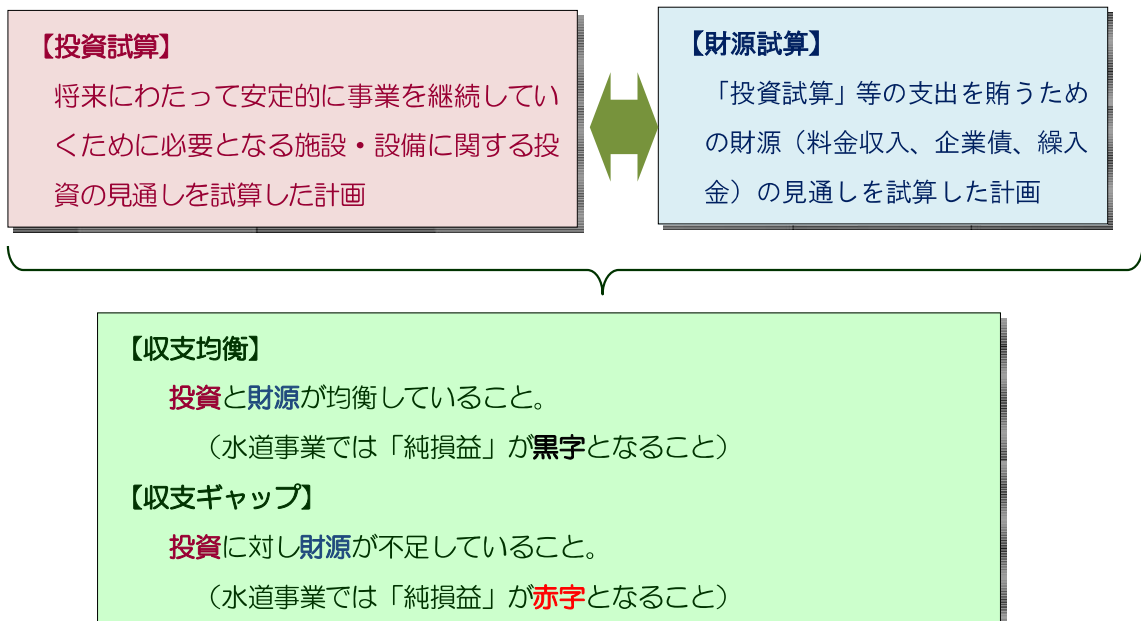 【投資試算】
将来にわたって安定的に事業を継続してい
くために必要となる施設・設備に関する投
資の見通しを試算した計画
【財源試算】
「投資試算」等の支出を賄うため
の財源（料金収入、企業債、繰入
金）の見通しを試算した計画
【収支均衡】
投資と財源が均衡していること。
（水道事業では「純損益」が黒字となること）
【収支ギャップ】
投資に対し財源が不足していること。
（水道事業では「純損益」が赤字となること）